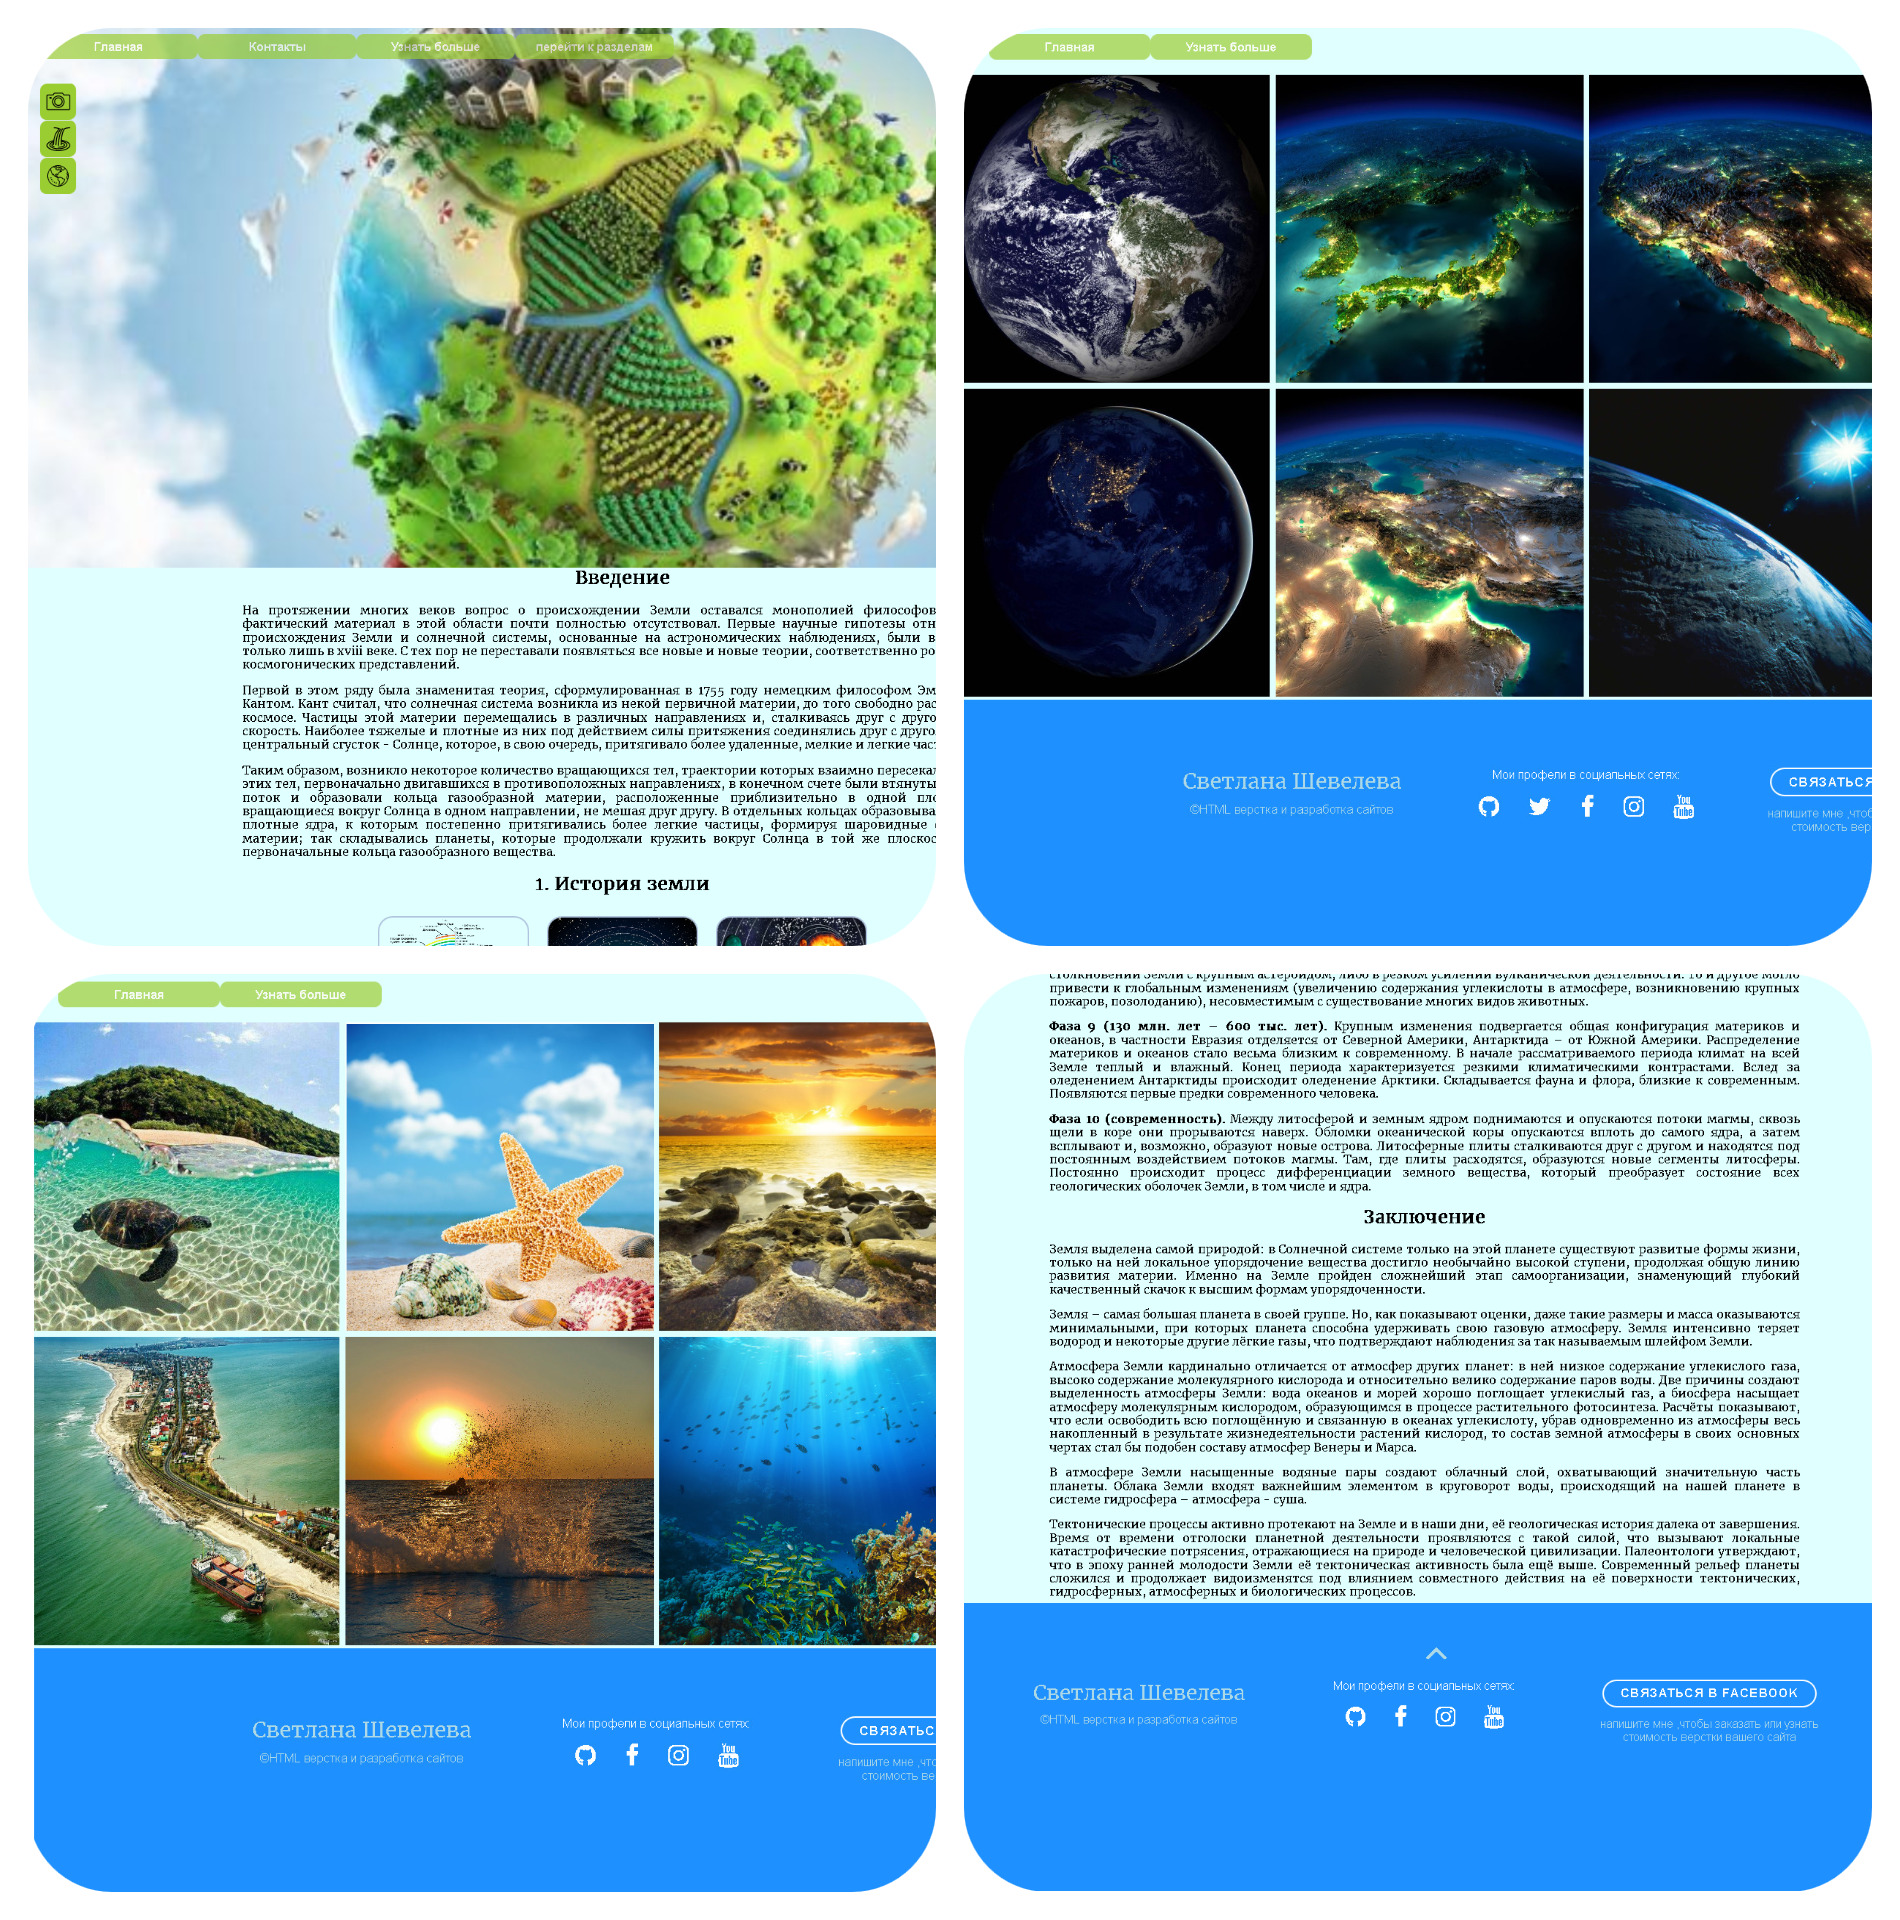 Главная Контакты Узнать больше перейти к разделам
Введение
На протяжении многих веков вопрос о происхождении Земли оставался монополией философов
фактический материал в этой области почти полностью отсутствовал. Первые научные гипотезы отн
происхождения Земли и солнечной системы, основанные на астрономических наблюдениях, были в
только лишь в xviii веке. С тех пор не переставали появляться все новые и новые теории, соответственно ро
космогонических представлений.
Первой в этом ряду была знаменитая теория, сформулированная в 1755 году немецким философом Эм
Кантом. Кант считал, что солнечная система возникла из некой первичной материи, до того свободно рас
космосе. Частицы этой материи перемещались в различных направлениях и, сталкиваясь друг с друго
скорость. Наиболее тяжелые и плотные из них под действием силы притяжения соединялись друг с друго
центральный сгусток - Солнце, которое, в свою очередь, притягивало более удаленные, мелкие и легкие час
Таким образом, возникло некоторое количество вращающихся тел, траектории которых взаимно пересекал
этих тел, первоначально двигавшихся в противоположных направлениях, в конечном счете были втянуты
поток и образовали кольца газообразной материи, расположенные приблизительно в одной пло
вращающиеся вокруг Солнца в одном направлении, не мешая друг другу. В отдельных кольцах образовыва
плотные ядра, к которым постепенно притягивались более легкие частицы, формируя шаровидные
материи; так складывались планеты, которые продолжали кружить вокруг Солнца в той же плоскос
первоначальные кольца газообразного вещества.
1. История земли
Главная Узнать больше
Светлана Шевелева
©HTML верстка и разработка сайтов
Мои профели в социальных сетях:
You Tube
СВЯЗАТЬСЯ
напишите мне ,чтоб
стоимость вер
Главная Узнать больше
Светлана Шевелева
©HTML верстка и разработка сайтов
Мои профели в социальных сетях:
You Tube
СВЯЗАТЬС
напишите мне ,что
стоимость ве
столкновении Земли с крупным астероидом, либо в резком усилении вулканической деятельности. То и другое могло
привести к глобальным изменениям (увеличению содержания углекислоты в атмосфере, возникновению крупных
пожаров, позолоданию), несовместимым с существование многих видов животных.
Фаза 9 (130 млн. лет – 600 тыс. лет). Крупным изменения подвергается общая конфигурация материков и
океанов, в частности Евразия отделяется от Северной Америки, Антарктида – от Южной Америки. Распределение
материков и океанов стало весьма близким к современному. В начале рассматриваемого периода климат на всей
Земле теплый и влажный. Конец периода характеризуется резкими климатическими контрастами. Вслед за
оледенением Антарктиды происходит оледенение Арктики. Складывается фауна и флора, близкие к современным.
Появляются первые предки современного человека.
Фаза 10 (современность). Между литосферой и земным ядром поднимаются и опускаются потоки магмы, сквозь
щели в коре они прорываются наверх. Обломки океанической коры опускаются вплоть до самого ядра, а затем
всплывают и, возможно, образуют новые острова. Литосферные плиты сталкиваются друг с другом и находятся под
постоянным воздействием потоков магмы. Там, где плиты расходятся, образуются новые сегменты литосферы.
Постоянно происходит процесс дифференциации земного вещества, который преобразует состояние всех
геологических оболочек Земли, в том числе и ядра.
Заключение
Земля выделена самой природой: в Солнечной системе только на этой планете существуют развитые формы жизни,
только на ней локальное упорядочение вещества достигло необычайно высокой ступени, продолжая общую линию
развития материи. Именно на Земле пройден сложнейший этап самоорганизации, знаменующий глубокий
качественный скачок к высшим формам упорядоченности.
Земля – самая большая планета в своей группе. Но, как показывают оценки, даже такие размеры и масса оказываются
минимальными, при которых планета способна удерживать свою газовую атмосферу. Земля интенсивно теряет
водород и некоторые другие лёгкие газы, что подтверждают наблюдения за так называемым шлейфом Земли.
Атмосфера Земли кардинально отличается от атмосфер других планет: в ней низкое содержание углекислого газа,
высоко содержание молекулярного кислорода и относительно велико содержание паров воды. Две причины создают
выделенность атмосферы Земли: вода океанов и морей хорошо поглощает углекислый газ, а биосфера насыщает
атмосферу молекулярным кислородом, образующимся в процессе растительного фотосинтеза. Расчёты показывают,
что если освободить всю поглощённую и связанную в океанах углекислоту, убрав одновременно из атмосферы весь
накопленный в результате жизнедеятельности растений кислород, то состав земной атмосферы в своих основных
чертах стал бы подобен составу атмосфер Венеры и Марса.
В атмосфере Земли насыщенные водяные пары создают облачный слой, охватывающий значительную часть
планеты. Облака Земли входят важнейшим элементом в круговорот воды, происходящий на нашей планете в
системе гидросфера – атмосфера - суша.
Тектонические процессы активно протекают на Земле и в наши дни, её геологическая история далека от завершения.
Время от времени отголоски планетной деятельности проявляются с такой силой, что вызывают локальные
катастрофические потрясения, отражающиеся на природе и человеческой цивилизации. Палеонтологи утверждают,
что в эпоху ранней молодости Земли её тектоническая активность была ещё выше. Современный рельеф планеты
сложился и продолжает видоизменятся под влиянием совместного действия на её поверхности тектонических,
гидросферных, атмосферных и биологических процессов.
Светлана Шевелева
©HTML верстка и разработка сайтов
Мои профели в социальных сетях:
You Tube
СВЯЗАТЬСЯ В FACEBOOK
напишите мне ,чтобы заказать или узнать
стоимость верстки вашего сайта